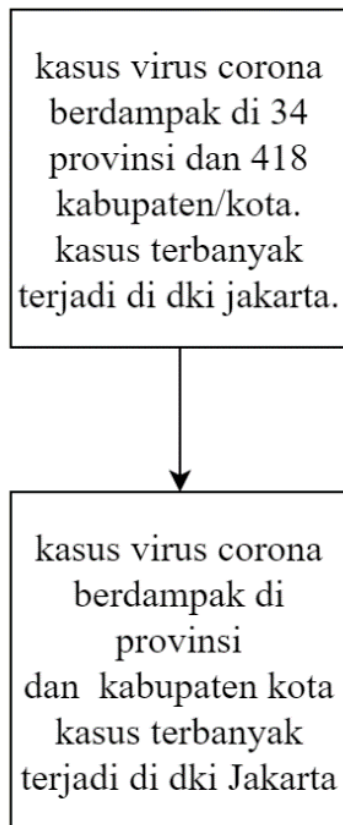 kasus virus corona
berdampak di 34
provinsi dan 418
kabupaten/kota.
kasus terbanyak
terjadi di dki jakarta.
kasus virus corona
berdampak di
provinsi
dan kabupaten kota
kasus terbanyak
terjadi di dki Jakarta